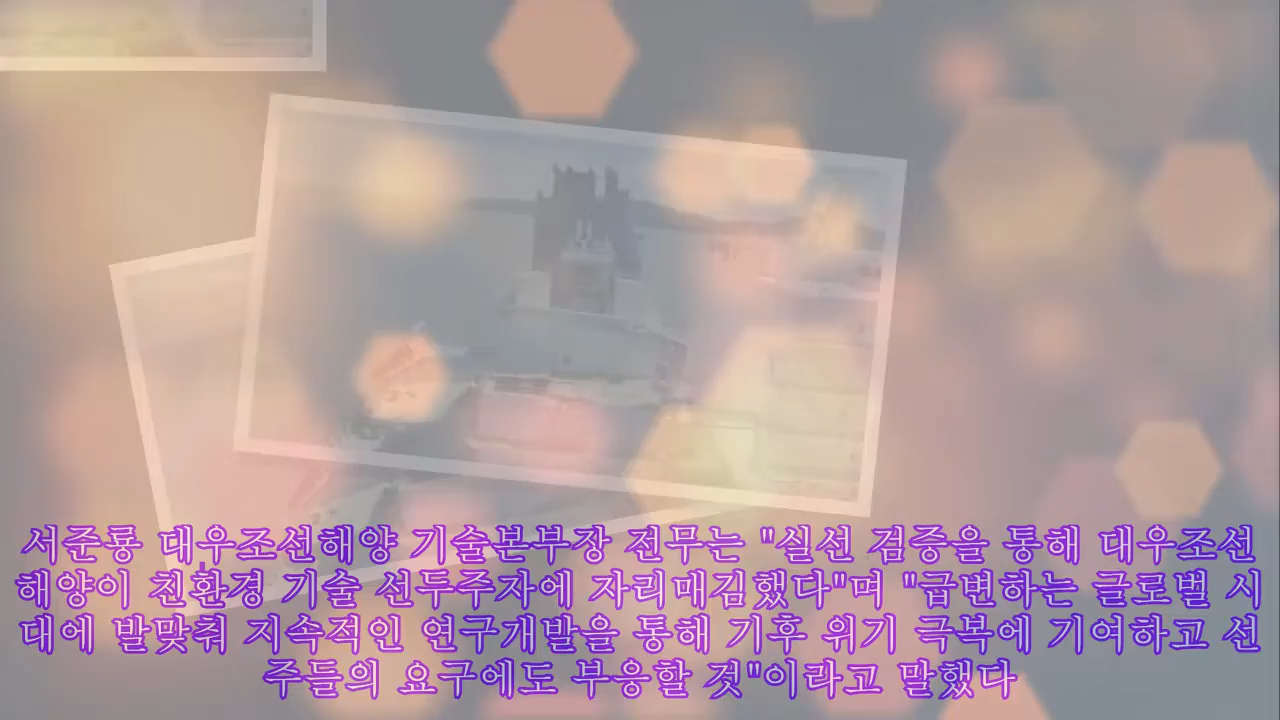 서준룡 대우조선해양 기술본부장 전무는 "실선 검증을 통해 대우조선
해양이 친환경 기술 선두주자에 자리매김했다"며 "급변하는 글로벌 시
대에 발맞춰 지속적인 연구개발을 통해 기후 위기 극복에 기여하고 선
주들의 요구에도 부응할 것"이라고 말했다